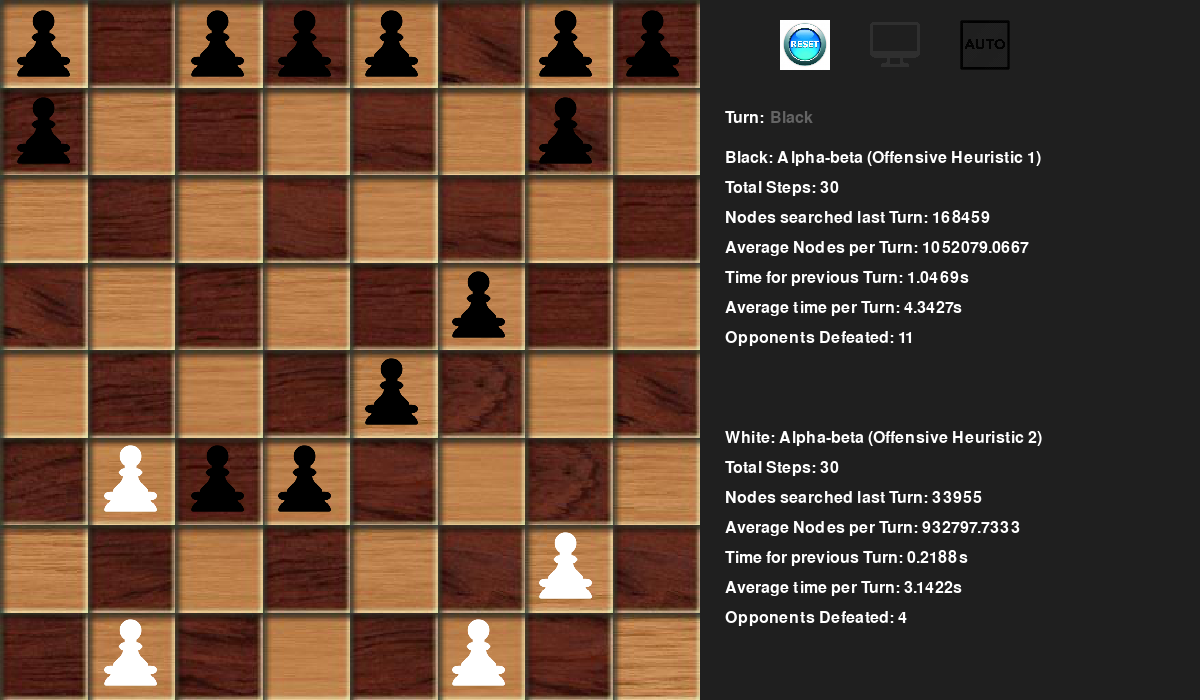 RESET
AUTO
Turn: Black
Black: Alpha-beta (Offensive Heuristic 1)
Total Steps: 30
Nodes searched last Turn: 168459
Average Nodes per Turn: 1052079.0667
Time for previous Turn: 1.0469s
Average time per Turn: 4.3427s
Opponents Defeated: 11
White: Alpha-beta (Offensive Heuristic 2)
Total Steps: 30
Nodes searched last Turn: 33955
Average Nodes per Turn: 932797.7333
Time for previous Turn: 0.2188s
Average time per Turn: 3.1422s
Opponents Defeated: 4